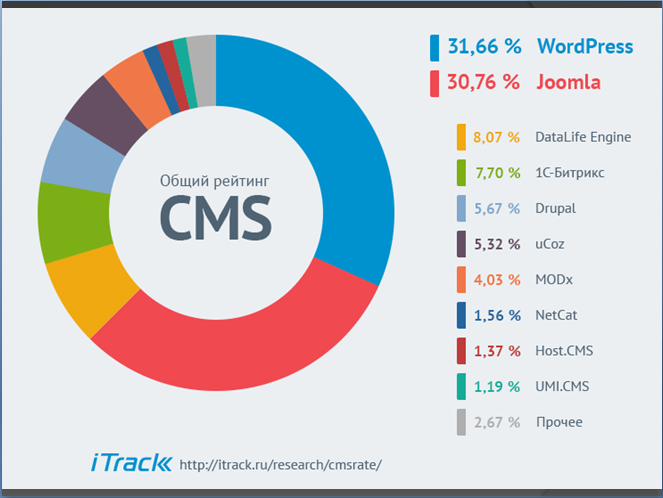 31,66 % WordPress
30,76 % Joomla
8,07 % DataLife Engine
7,70 % 1С-Битрикс
5,67 % Drupal
5,32 % uCoz
4,03 % MODx
1,56 % NetCat
1,37 % Host.CMS
1,19 % UMI.CMS
2,67 % Прочее
Общий рейтинг
CMS
iTrack http://itrack.ru/research/cmsrate/